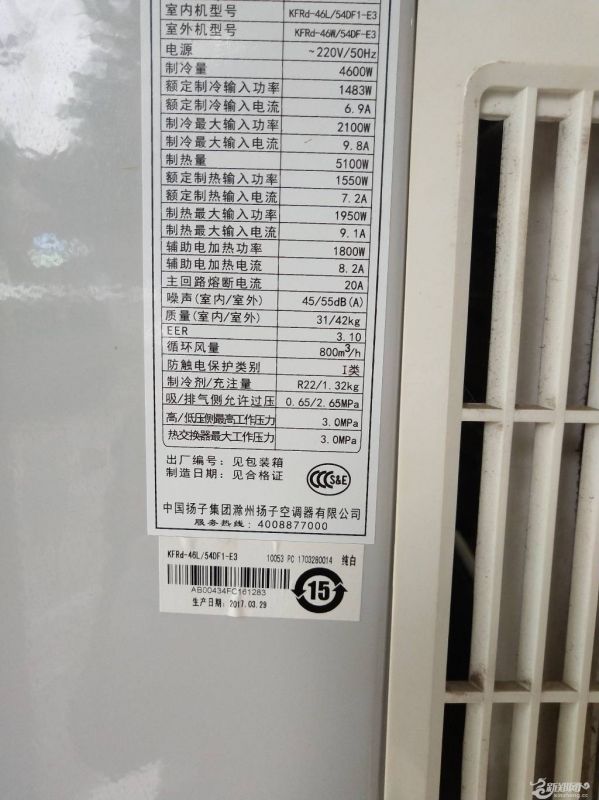 室内机型号 KFRd-46L/54DF1-E3
室外机型号 KFRd-46W/54DF-E3
电源 ~220V/50Hz
制冷量 4600W
额定制冷输入功率 1483W
额定制冷输入电流 6.9A
制冷最大输入功率 2100W
制冷最大输入电流 9.8A
制热量 5100W
额定制热输入功率 1550W
额定制热输入电流 7.2A
制热最大输入功率 1950W
制热最大输入电流 9.1A
辅助电加热功率 1800W
辅助电加热电流 8.2A
主回路熔断电流 20A
噪声(室内/室外) 45/55dB(A)
质量(室内/室外) 31/42kg
EER 3.10
循环风量 800m³/h
防触电保护类别 I类
制冷剂/充注量 R22/1.32kg
吸/排气侧允许过压 0.65/2.65MPa
高/低压侧最高工作压力 3.0MPa
热交换器最大工作压力 3.0MPa
出厂编号:见包装箱
制造日期:见合格证
CCC S&E
中国扬子集团滁州扬子空调器有限公司
服务热线:4008877000
KFRd-46L/54DF1-E3 10053 PC 1703280014 纯白
AB00434FC161283
生产日期:2017.03.29
15
新郑网
xinzheng.cc